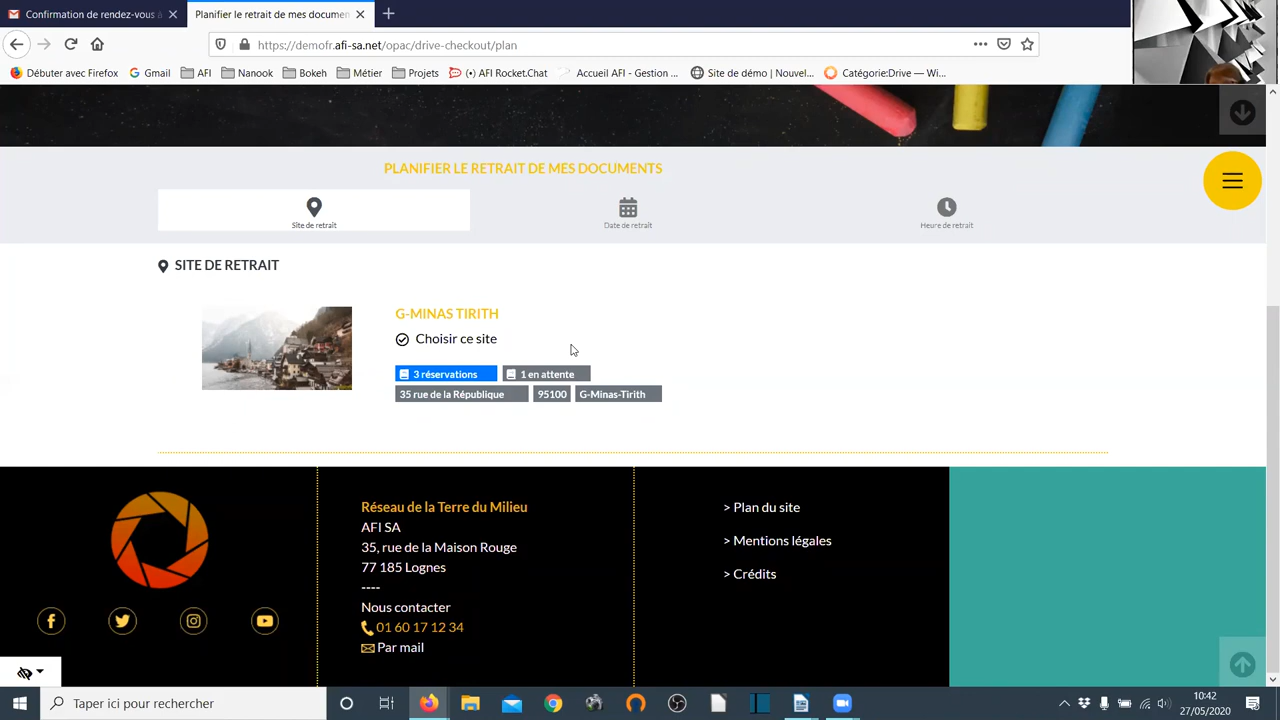 Confirmation de rendez-vous à
Planifier le retrait de mes documen
https://demofr.afi-sa.net/opac/drive-checkout/plan
Débuter avec Firefox
Gmail
AFI
Nanook
Bokeh
Métier
Projets
(•) AFI Rocket.Chat
Accueil AFI - Gestion ...
Site de démo | Nouvel...
Catégorie:Drive — Wi...
PLANIFIER LE RETRAIT DE MES DOCUMENTS
Site de retrait
Date de retrait
Heure de retrait
SITE DE RETRAIT
G-MINAS TIRITH
Choisir ce site
3 réservations
1 en attente
35 rue de la République
95100
G-Minas-Tirith
Réseau de la Terre du Milieu
AFI SA
35, rue de la Maison Rouge
77 185 Lognes
----
Nous contacter
01 60 17 12 34
Par mail
> Plan du site
> Mentions légales
> Crédits
Taper ici pour rechercher
10:42
27/05/2020